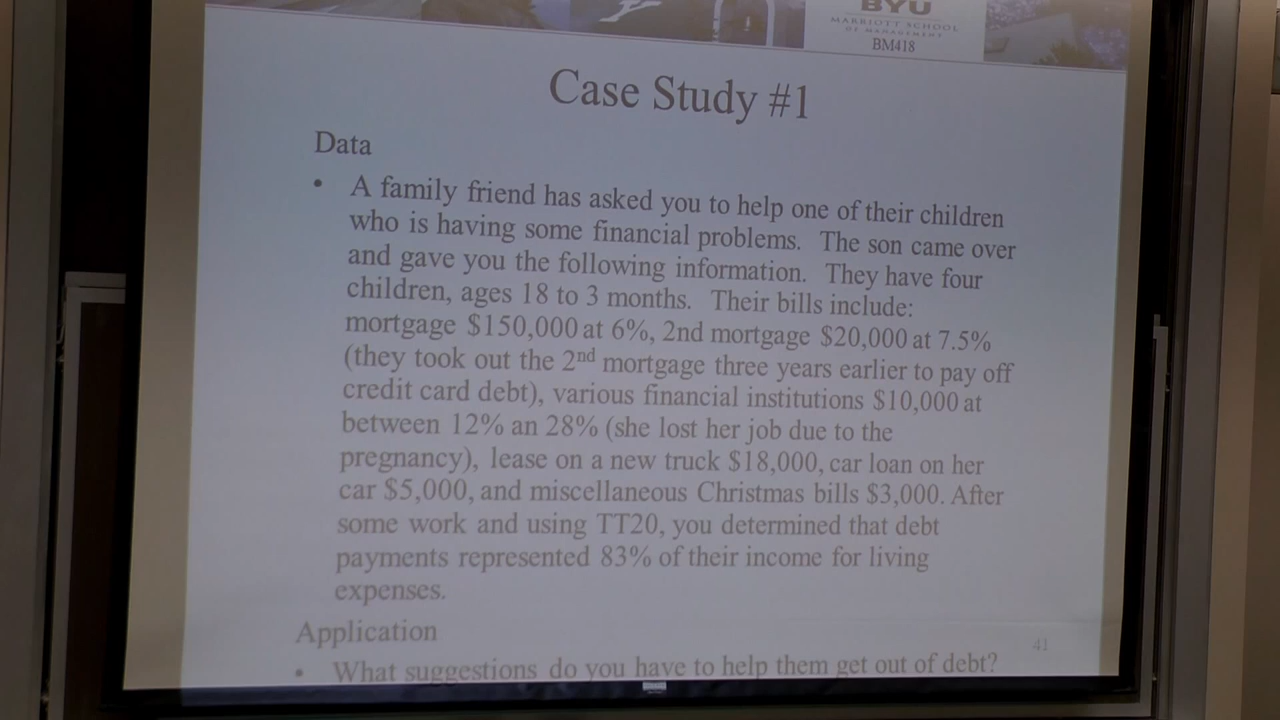 BYU
MARRIOTT SCHOOL
OF MANAGEMENT
BM418
Case Study #1
Data
• A family friend has asked you to help one of their children
who is having some financial problems. The son came over
and gave you the following information. They have four
children, ages 18 to 3 months. Their bills include:
mortgage $150,000 at 6%, 2nd mortgage $20,000 at 7.5%
(they took out the 2nd mortgage three years earlier to pay off
credit card debt), various financial institutions $10,000 at
between 12% an 28% (she lost her job due to the
pregnancy), lease on a new truck $18,000, car loan on her
car $5,000, and miscellaneous Christmas bills $3,000. After
some work and using TT20, you determined that debt
payments represented 83% of their income for living
expenses.
Application
41
• What suggestions do you have to help them get out of debt?